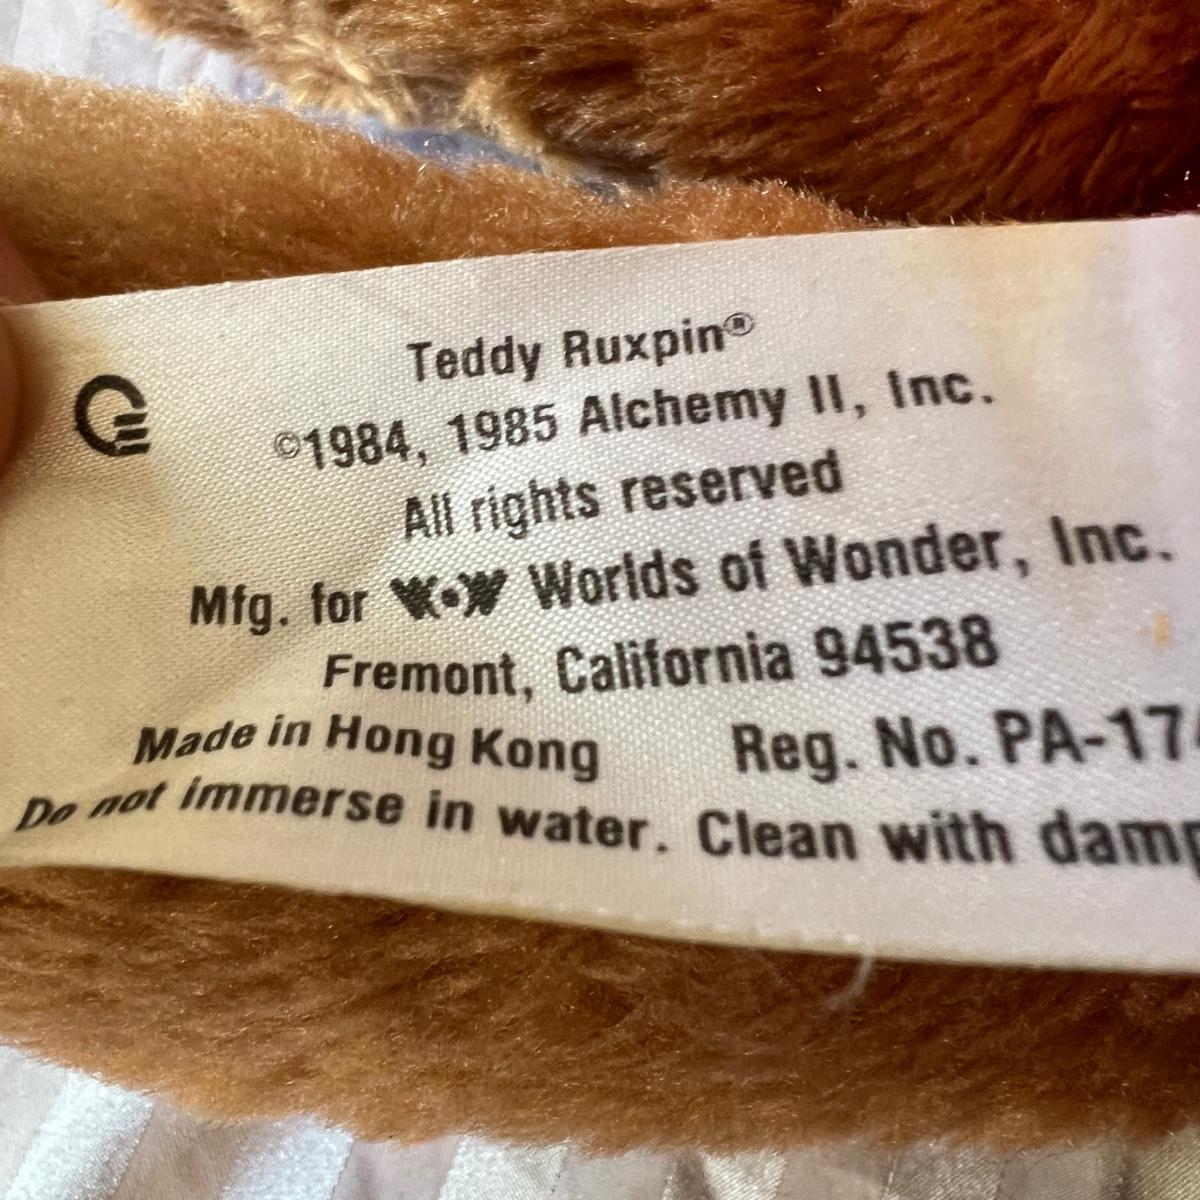 Teddy Ruxpin®
©1984, 1985 Alchemy II, Inc.
All rights reserved
Mfg. for W•W Worlds of Wonder, Inc.
Fremont, California 94538
Made in Hong Kong Reg. No. PA-174
Do not immerse in water. Clean with damp